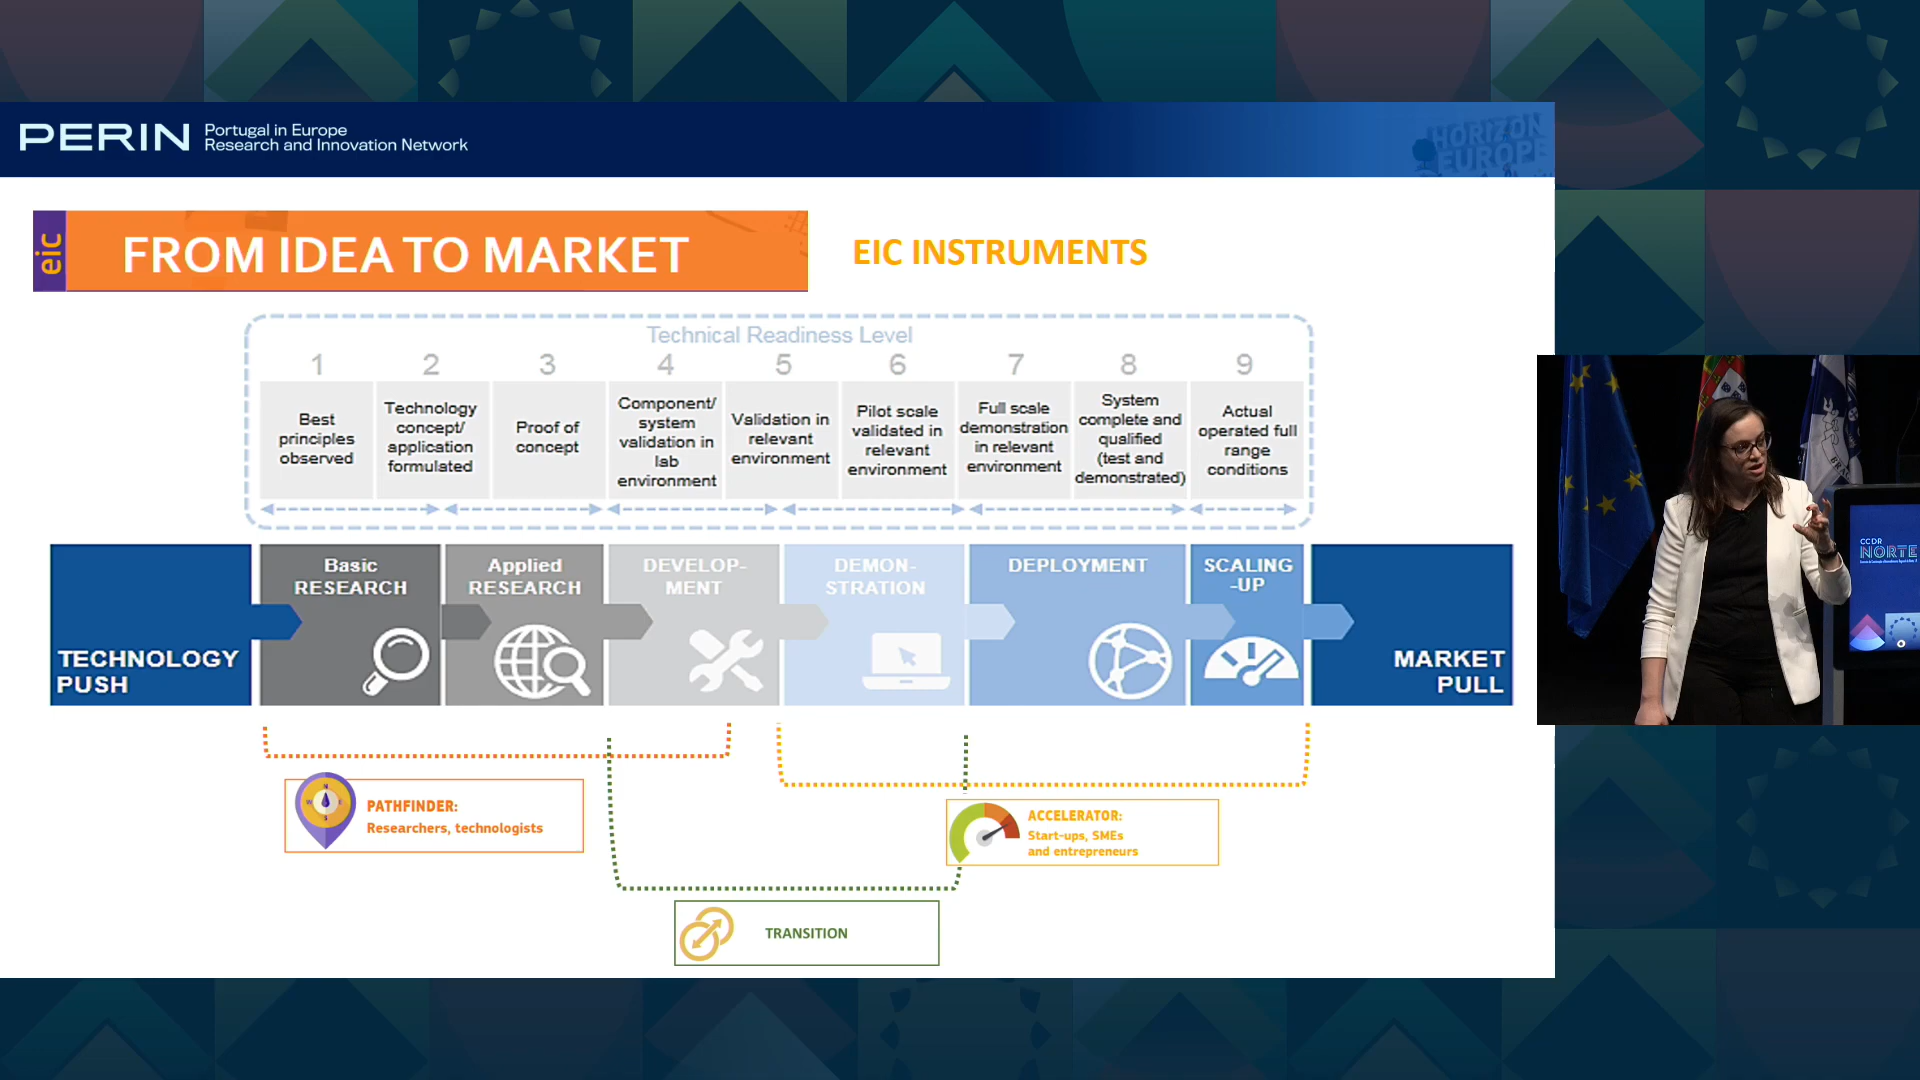 PERIN
Portugal in Europe
Research and Innovation Network
HORIZON
EUROPE
eic
FROM IDEA TO MARKET
EIC INSTRUMENTS
Technical Readiness Level
1
2
3
4
5
6
7
8
9
Best
principles
observed
Technology
concept/
application
formulated
Proof of
concept
Component/
system
validation in
lab
environment
Validation in
relevant
environment
Pilot scale
validated in
relevant
environment
Full scale
demonstration
in relevant
environment
System
complete and
qualified
(test and
demonstrated)
Actual
operated full
range
conditions
TECHNOLOGY
PUSH
Basic
RESEARCH
Applied
RESEARCH
DEVELOP-
MENT
DEMON-
STRATION
DEPLOYMENT
SCALING
-UP
MARKET
PULL
PATHFINDER:
Researchers, technologists
ACCELERATOR:
Start-ups, SMEs
and entrepreneurs
TRANSITION
CCDR
NORTE